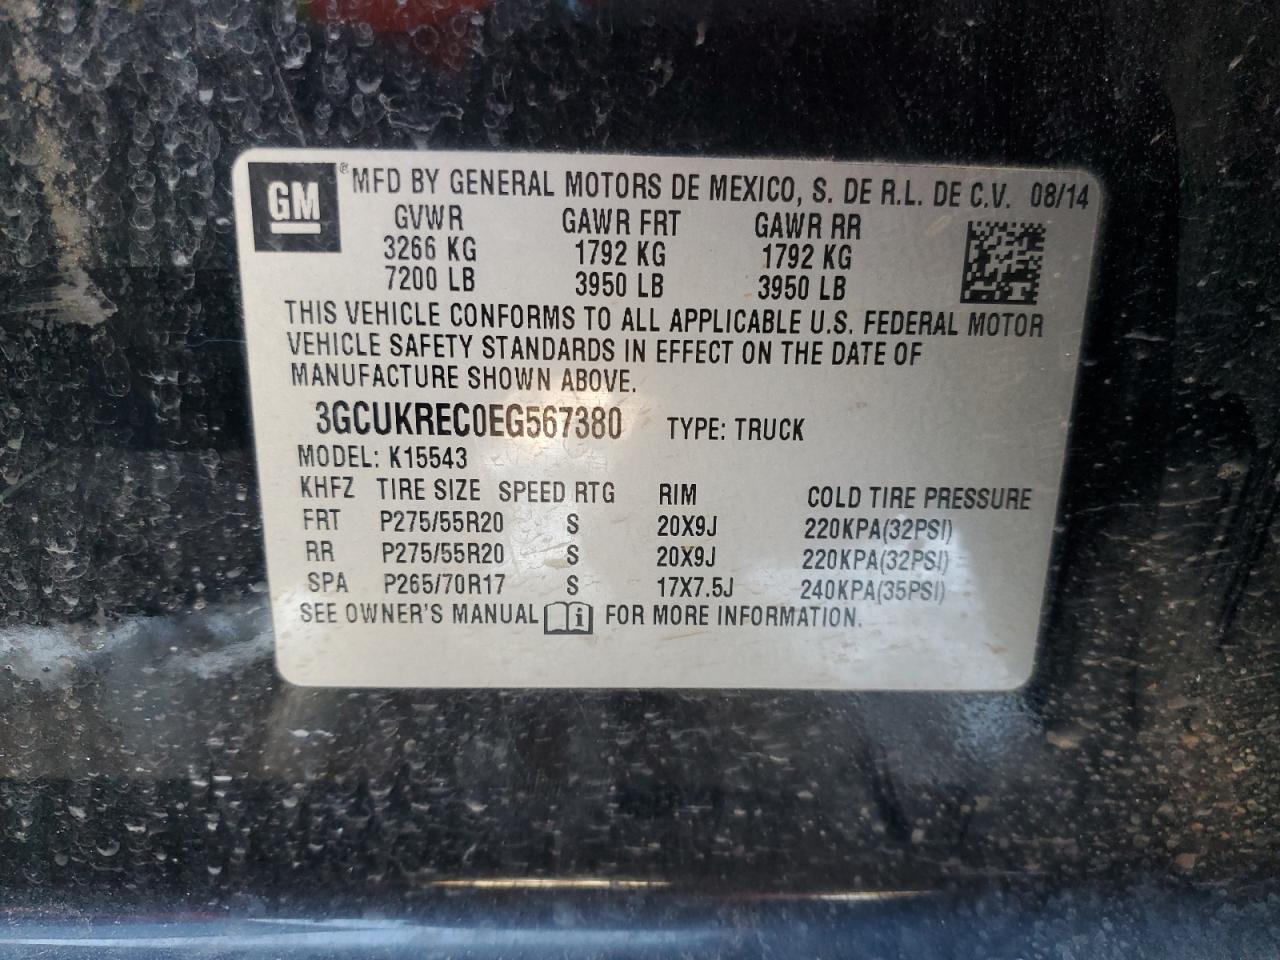 GM
® MFD BY GENERAL MOTORS DE MEXICO, S. DE R.L. DE C.V. 08/14
GVWR GAWR FRT GAWR RR
3266 KG 1792 KG 1792 KG
7200 LB 3950 LB 3950 LB
THIS VEHICLE CONFORMS TO ALL APPLICABLE U.S. FEDERAL MOTOR
VEHICLE SAFETY STANDARDS IN EFFECT ON THE DATE OF
MANUFACTURE SHOWN ABOVE.
3GCUKREC0EG567380 TYPE: TRUCK
MODEL: K15543
KHFZ TIRE SIZE SPEED RTG RIM COLD TIRE PRESSURE
FRT P275/55R20 S 20X9J 220KPA(32PSI)
RR P275/55R20 S 20X9J 220KPA(32PSI)
SPA P265/70R17 S 17X7.5J 240KPA(35PSI)
SEE OWNER'S MANUAL i FOR MORE INFORMATION.